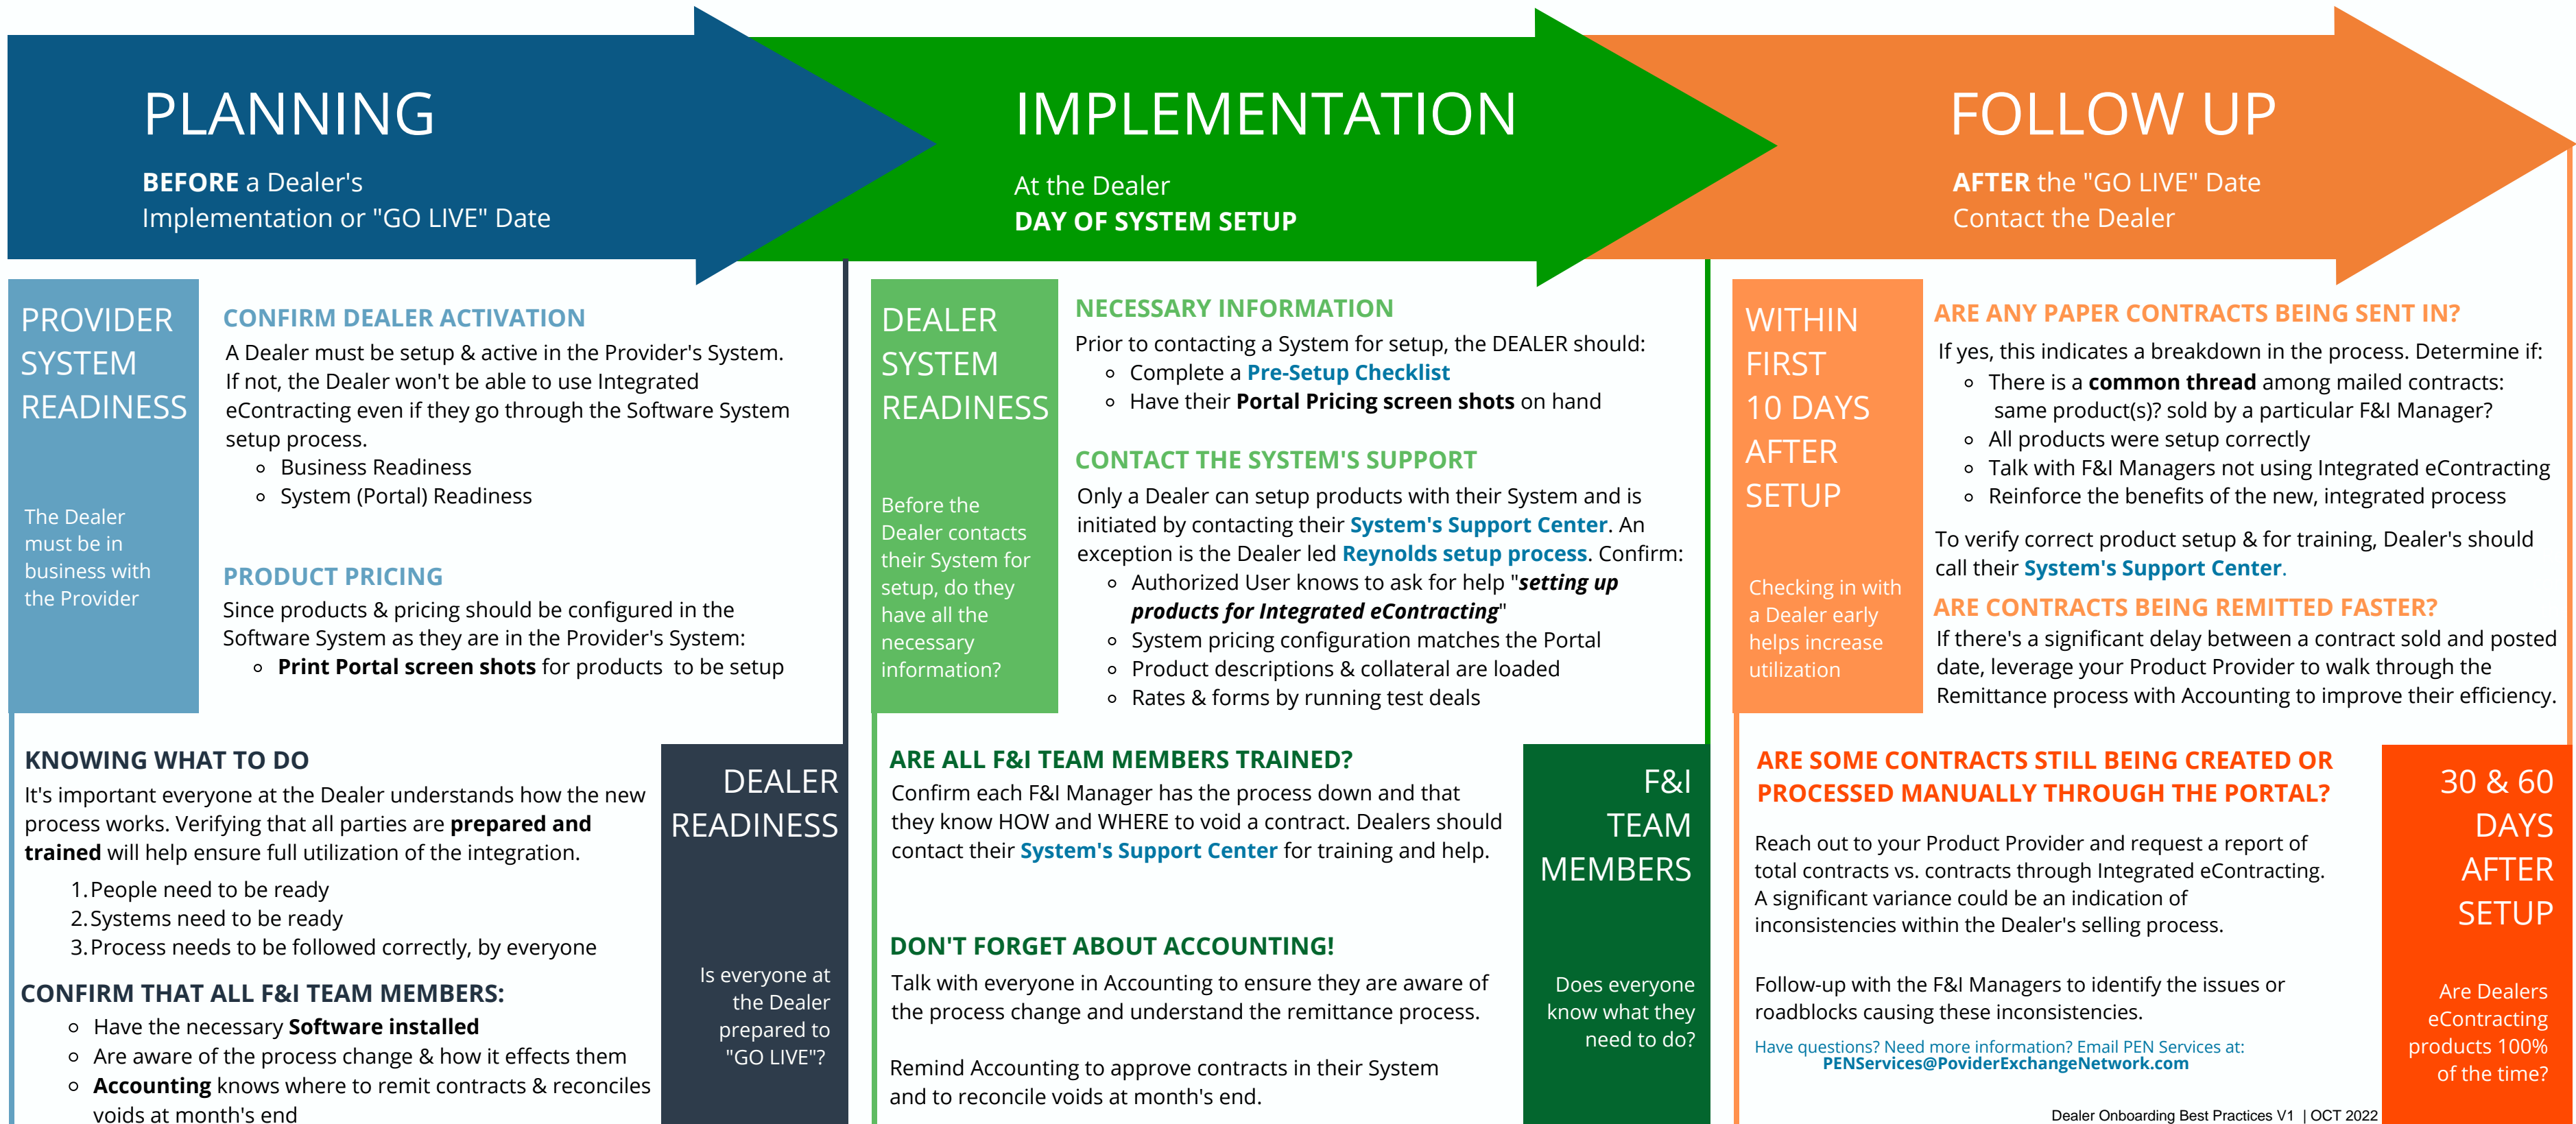 PLANNING
BEFORE a Dealer's
Implementation or "GO LIVE" Date
IMPLEMENTATION
At the Dealer
DAY OF SYSTEM SETUP
FOLLOW UP
AFTER the "GO LIVE" Date
Contact the Dealer
PROVIDER
SYSTEM
READINESS
The Dealer
must be in
business with
the Provider
CONFIRM DEALER ACTIVATION
A Dealer must be setup & active in the Provider's System.
If not, the Dealer won't be able to use Integrated
eContracting even if they go through the Software System
setup process.
Business Readiness
System (Portal) Readiness
PRODUCT PRICING
Since products & pricing should be configured in the
Software System as they are in the Provider's System:
Print Portal screen shots for products to be setup
KNOWING WHAT TO DO
It's important everyone at the Dealer understands how the new
process works. Verifying that all parties are prepared and
trained will help ensure full utilization of the integration.
1. People need to be ready
2. Systems need to be ready
3. Process needs to be followed correctly, by everyone
CONFIRM THAT ALL F&I TEAM MEMBERS:
Have the necessary Software installed
Are aware of the process change & how it effects them
Accounting knows where to remit contracts & reconciles
voids at month's end
DEALER
READINESS
Is everyone at
the Dealer
prepared to
"GO LIVE"?
DEALER
SYSTEM
READINESS
Before the
Dealer contacts
their System for
setup, do they
have all the
necessary
information?
NECESSARY INFORMATION
Prior to contacting a System for setup, the DEALER should:
Complete a Pre-Setup Checklist
Have their Portal Pricing screen shots on hand
CONTACT THE SYSTEM'S SUPPORT
Only a Dealer can setup products with their System and is
initiated by contacting their System's Support Center. An
exception is the Dealer led Reynolds setup process. Confirm:
Authorized User knows to ask for help "setting up
products for Integrated eContracting"
System pricing configuration matches the Portal
Product descriptions & collateral are loaded
Rates & forms by running test deals
ARE ALL F&I TEAM MEMBERS TRAINED?
Confirm each F&I Manager has the process down and that
they know HOW and WHERE to void a contract. Dealers should
contact their System's Support Center for training and help.
DON'T FORGET ABOUT ACCOUNTING!
Talk with everyone in Accounting to ensure they are aware of
the process change and understand the remittance process.
Remind Accounting to approve contracts in their System
and to reconcile voids at month's end.
F&I
TEAM
MEMBERS
Does everyone
know what they
need to do?
WITHIN
FIRST
10 DAYS
AFTER
SETUP
Checking in with
a Dealer early
helps increase
utilization
ARE ANY PAPER CONTRACTS BEING SENT IN?
If yes, this indicates a breakdown in the process. Determine if:
There is a common thread among mailed contracts:
same product(s)? sold by a particular F&I Manager?
All products were setup correctly
Talk with F&I Managers not using Integrated eContracting
Reinforce the benefits of the new, integrated process
To verify correct product setup & for training, Dealer's should
call their System's Support Center.
ARE CONTRACTS BEING REMITTED FASTER?
If there's a significant delay between a contract sold and posted
date, leverage your Product Provider to walk through the
Remittance process with Accounting to improve their efficiency.
ARE SOME CONTRACTS STILL BEING CREATED OR
PROCESSED MANUALLY THROUGH THE PORTAL?
Reach out to your Product Provider and request a report of
total contracts vs. contracts through Integrated eContracting.
A significant variance could be an indication of
inconsistencies within the Dealer's selling process.
Follow-up with the F&I Managers to identify the issues or
roadblocks causing these inconsistencies.
Have questions? Need more information? Email PEN Services at:
PENServices@PoviderExchangeNetwork.com
30 & 60
DAYS
AFTER
SETUP
Are Dealers
eContracting
products 100%
of the time?
Dealer Onboarding Best Practices V1 | OCT 2022